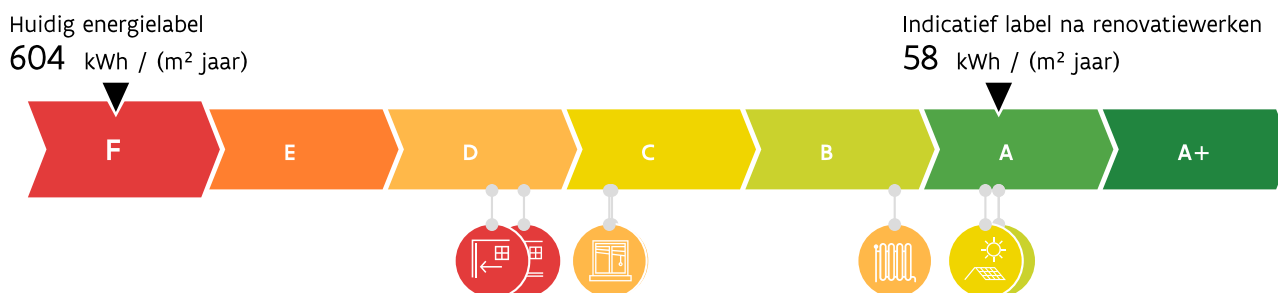 Huidig energielabel
604 kWh / (m² jaar)
Indicatief label na renovatiewerken
58 kWh / (m² jaar)
F E D C B A A+